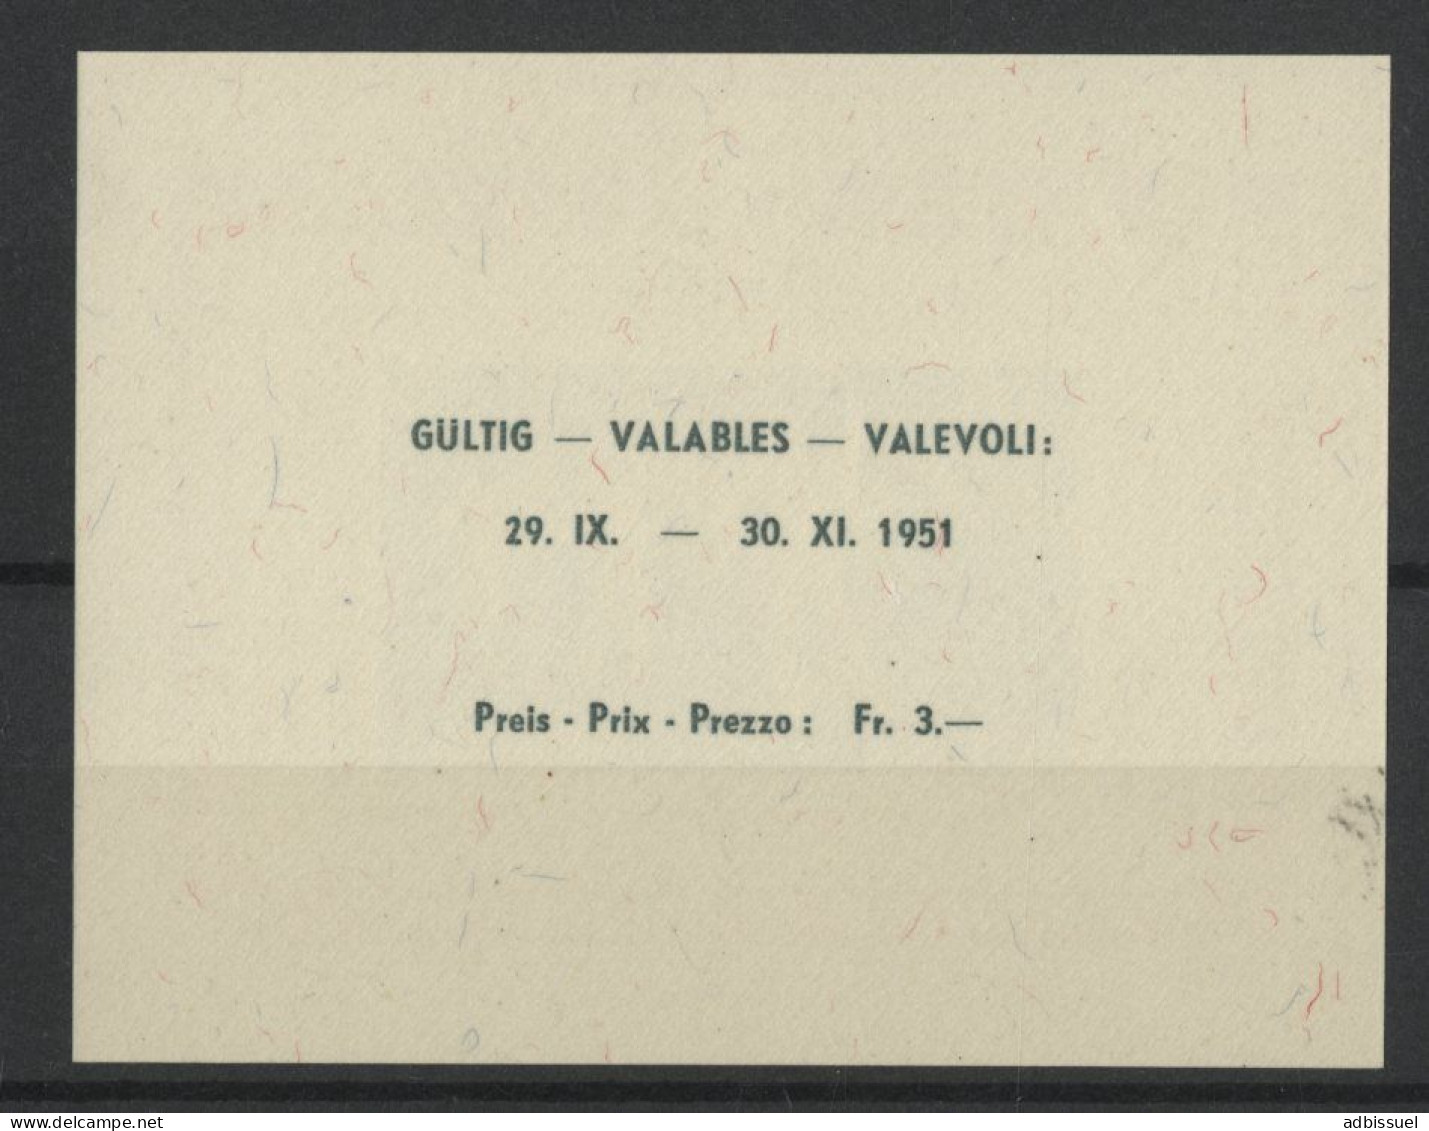 GÜLTIG — VALABLES — VALEVOLI:
29. IX. — 30. XI. 1951
Preis - Prix - Prezzo: Fr. 3.—
www.delcampe.net
adbissuel